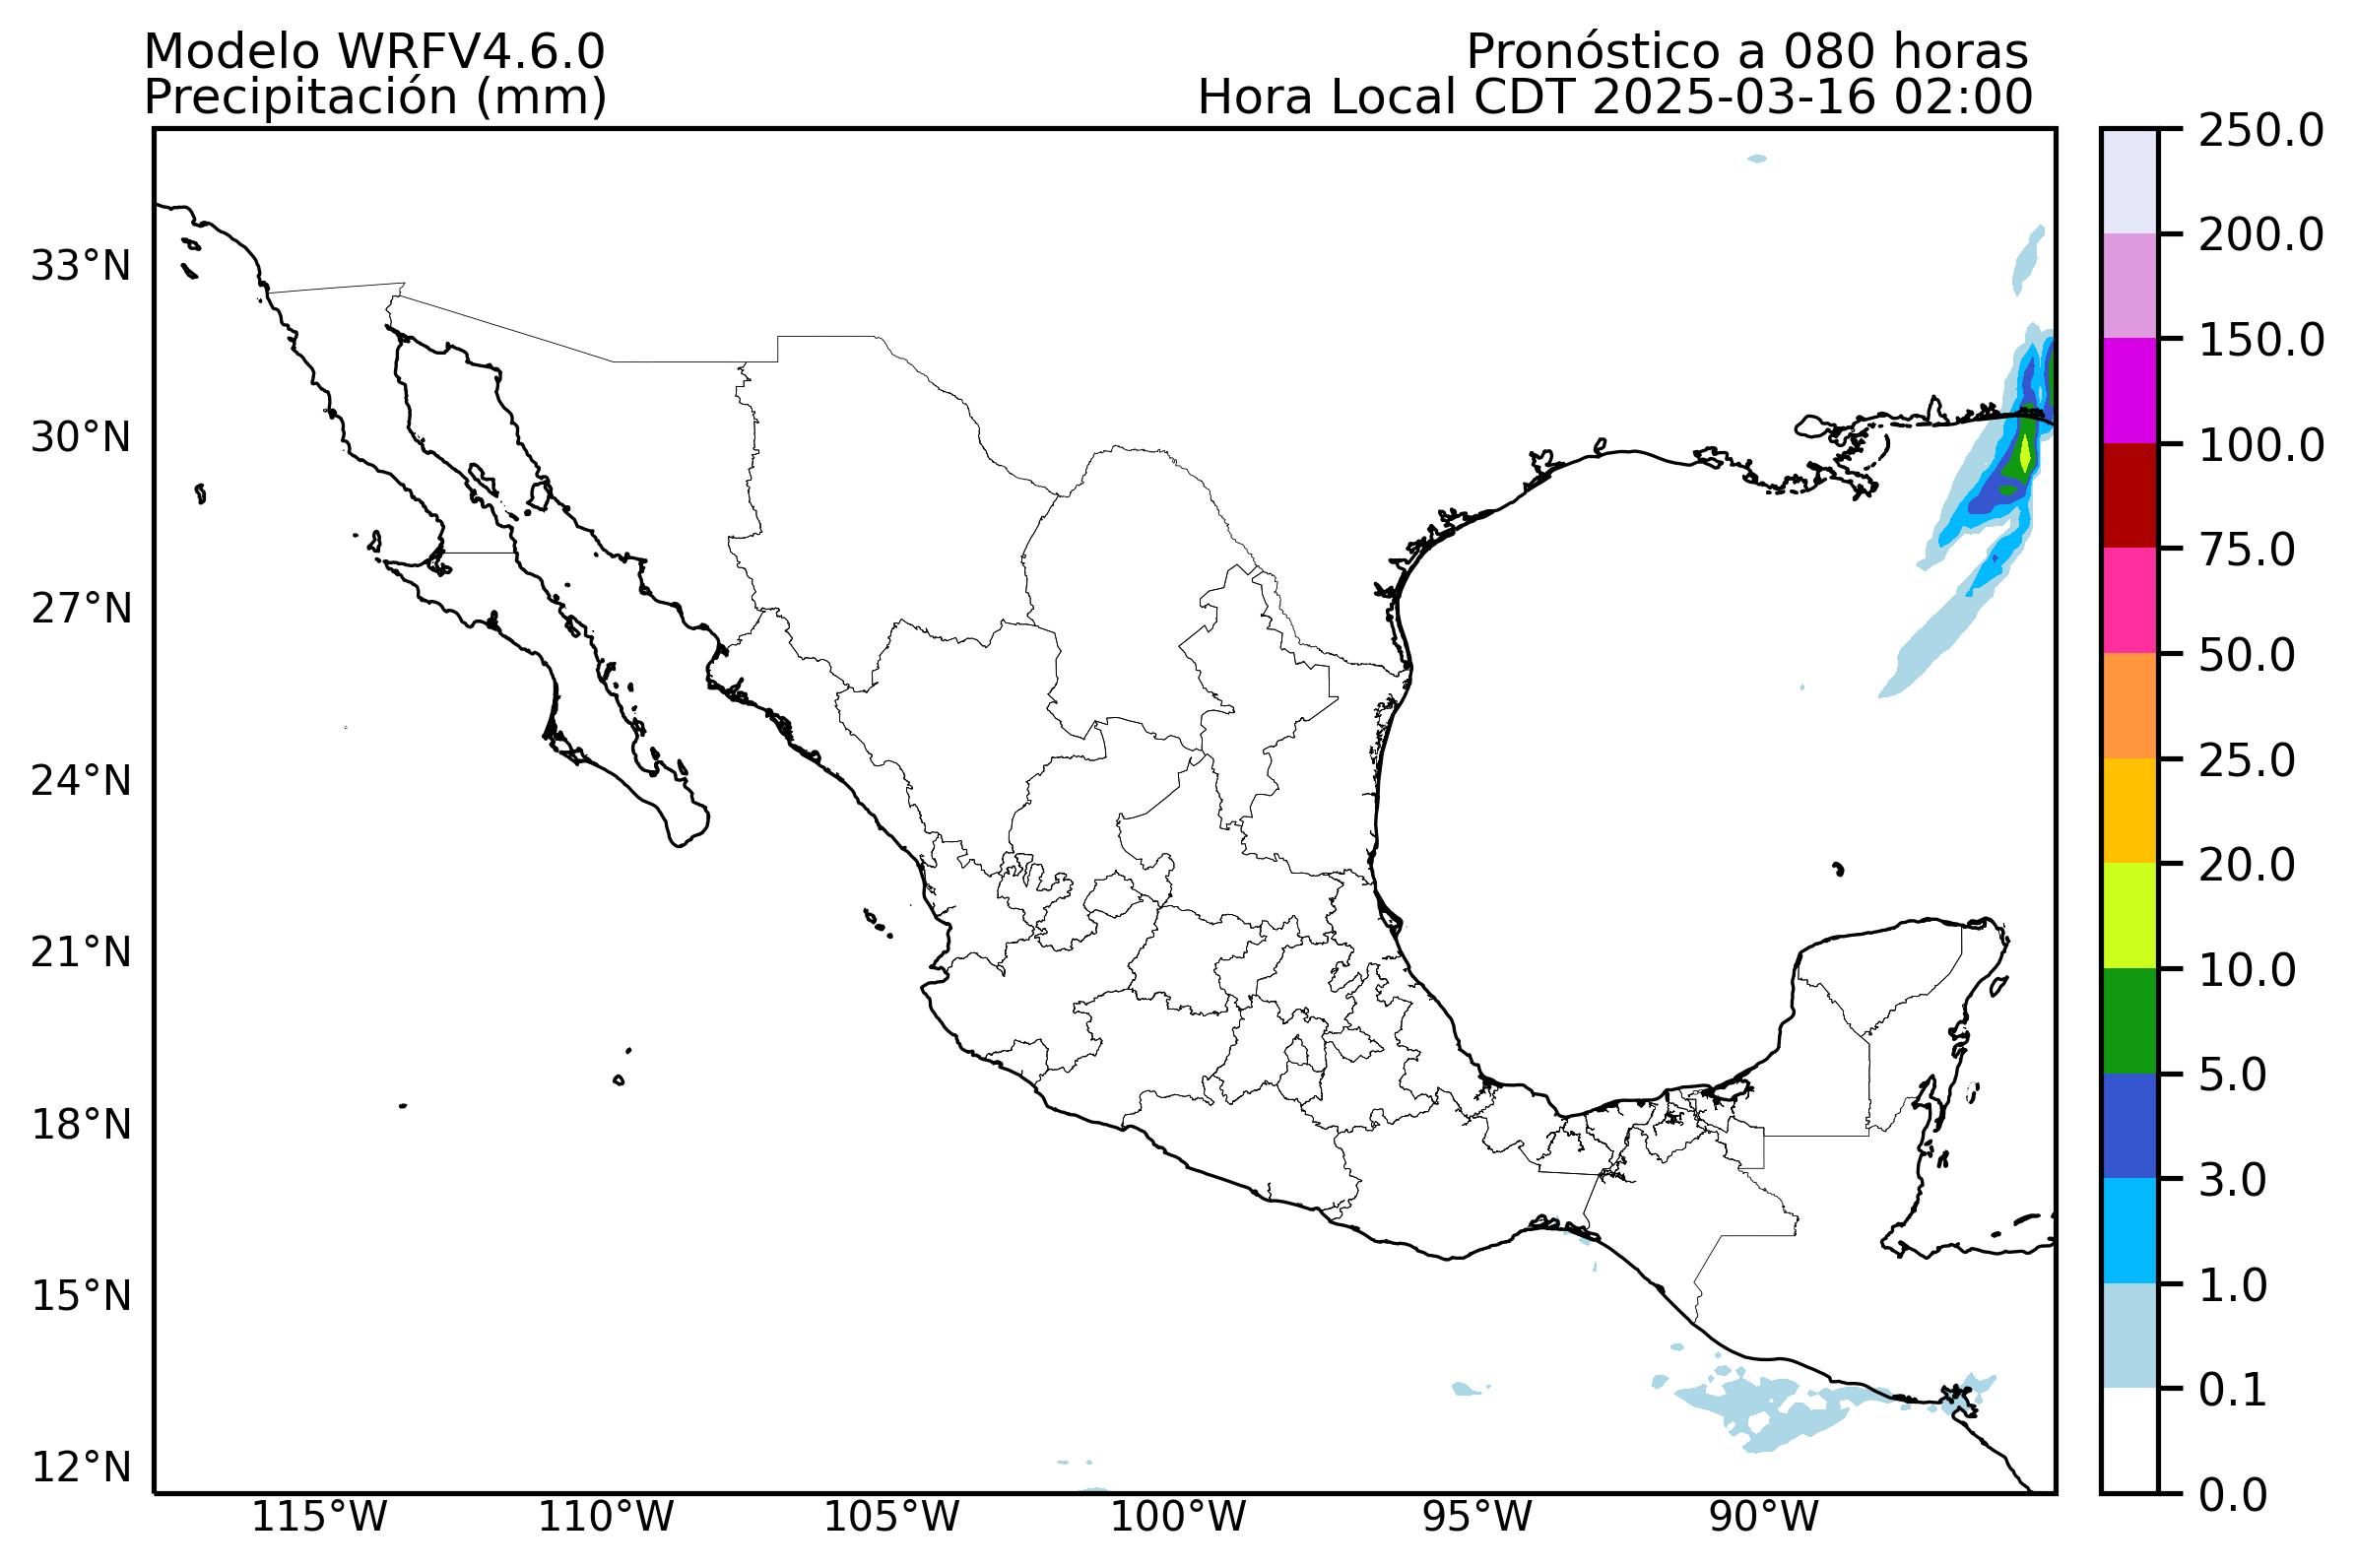 Modelo WRFV4.6.0
Pronóstico a 080 horas
Precipitación (mm)
Hora Local CDT 2025-03-16 02:00
33°N
30°N
27°N
24°N
21°N
18°N
15°N
12°N
115°W
110°W
105°W
100°W
95°W
90°W
250.0
200.0
150.0
100.0
75.0
50.0
25.0
20.0
10.0
5.0
3.0
1.0
0.1
0.0